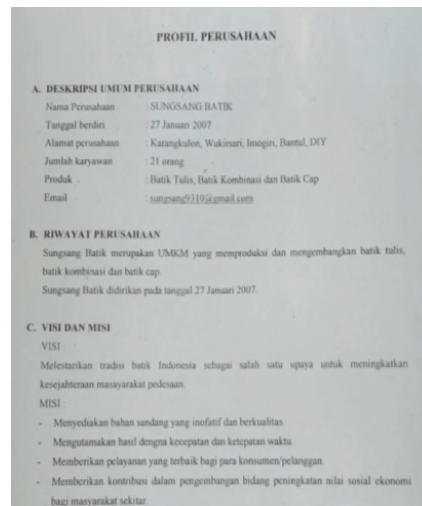 PROFIL PERUSAHAAN
A. DESKRIPSI UMUM PERUSAHAAN
Nama Perusahaan : SUNGSANG BATIK
Tanggal berdiri : 27 Januari 2007
Alamat perusahaan : Karangkulon, Wukirsari, Imogiri, Bantul, DIY
Jumlah karyawan : 21 orang
Produk : Batik Tulis, Batik Kombinasi dan Batik Cap
Email : sungsang9310@gmail.com
B. RIWAYAT PERUSAHAAN
Sungsang Batik merupakan UMKM yang memproduksi dan mengembangkan batik tulis,
batik kombinasi dan batik cap.
Sungsang Batik didirikan pada tanggal 27 Januari 2007.
C. VISI DAN MISI
VISI :
Melestarikan tradisi batik Indonesia sebagai salah satu upaya untuk meningkatkan
kesejahteraan masayarakat pedesaan.
MISI :
- Menyediakan bahan sandang yang inofatif dan berkualitas.
- Mengutamakan hasil dengna kecepatan dan ketepatan waktu.
- Memberikan pelayanan yang terbaik bagi para konsumen/pelanggan.
- Memberikan kontribusi dalam pengembangan bidang peningkatan nilai sosial ekonomi
bagi masyarakat sekitar.